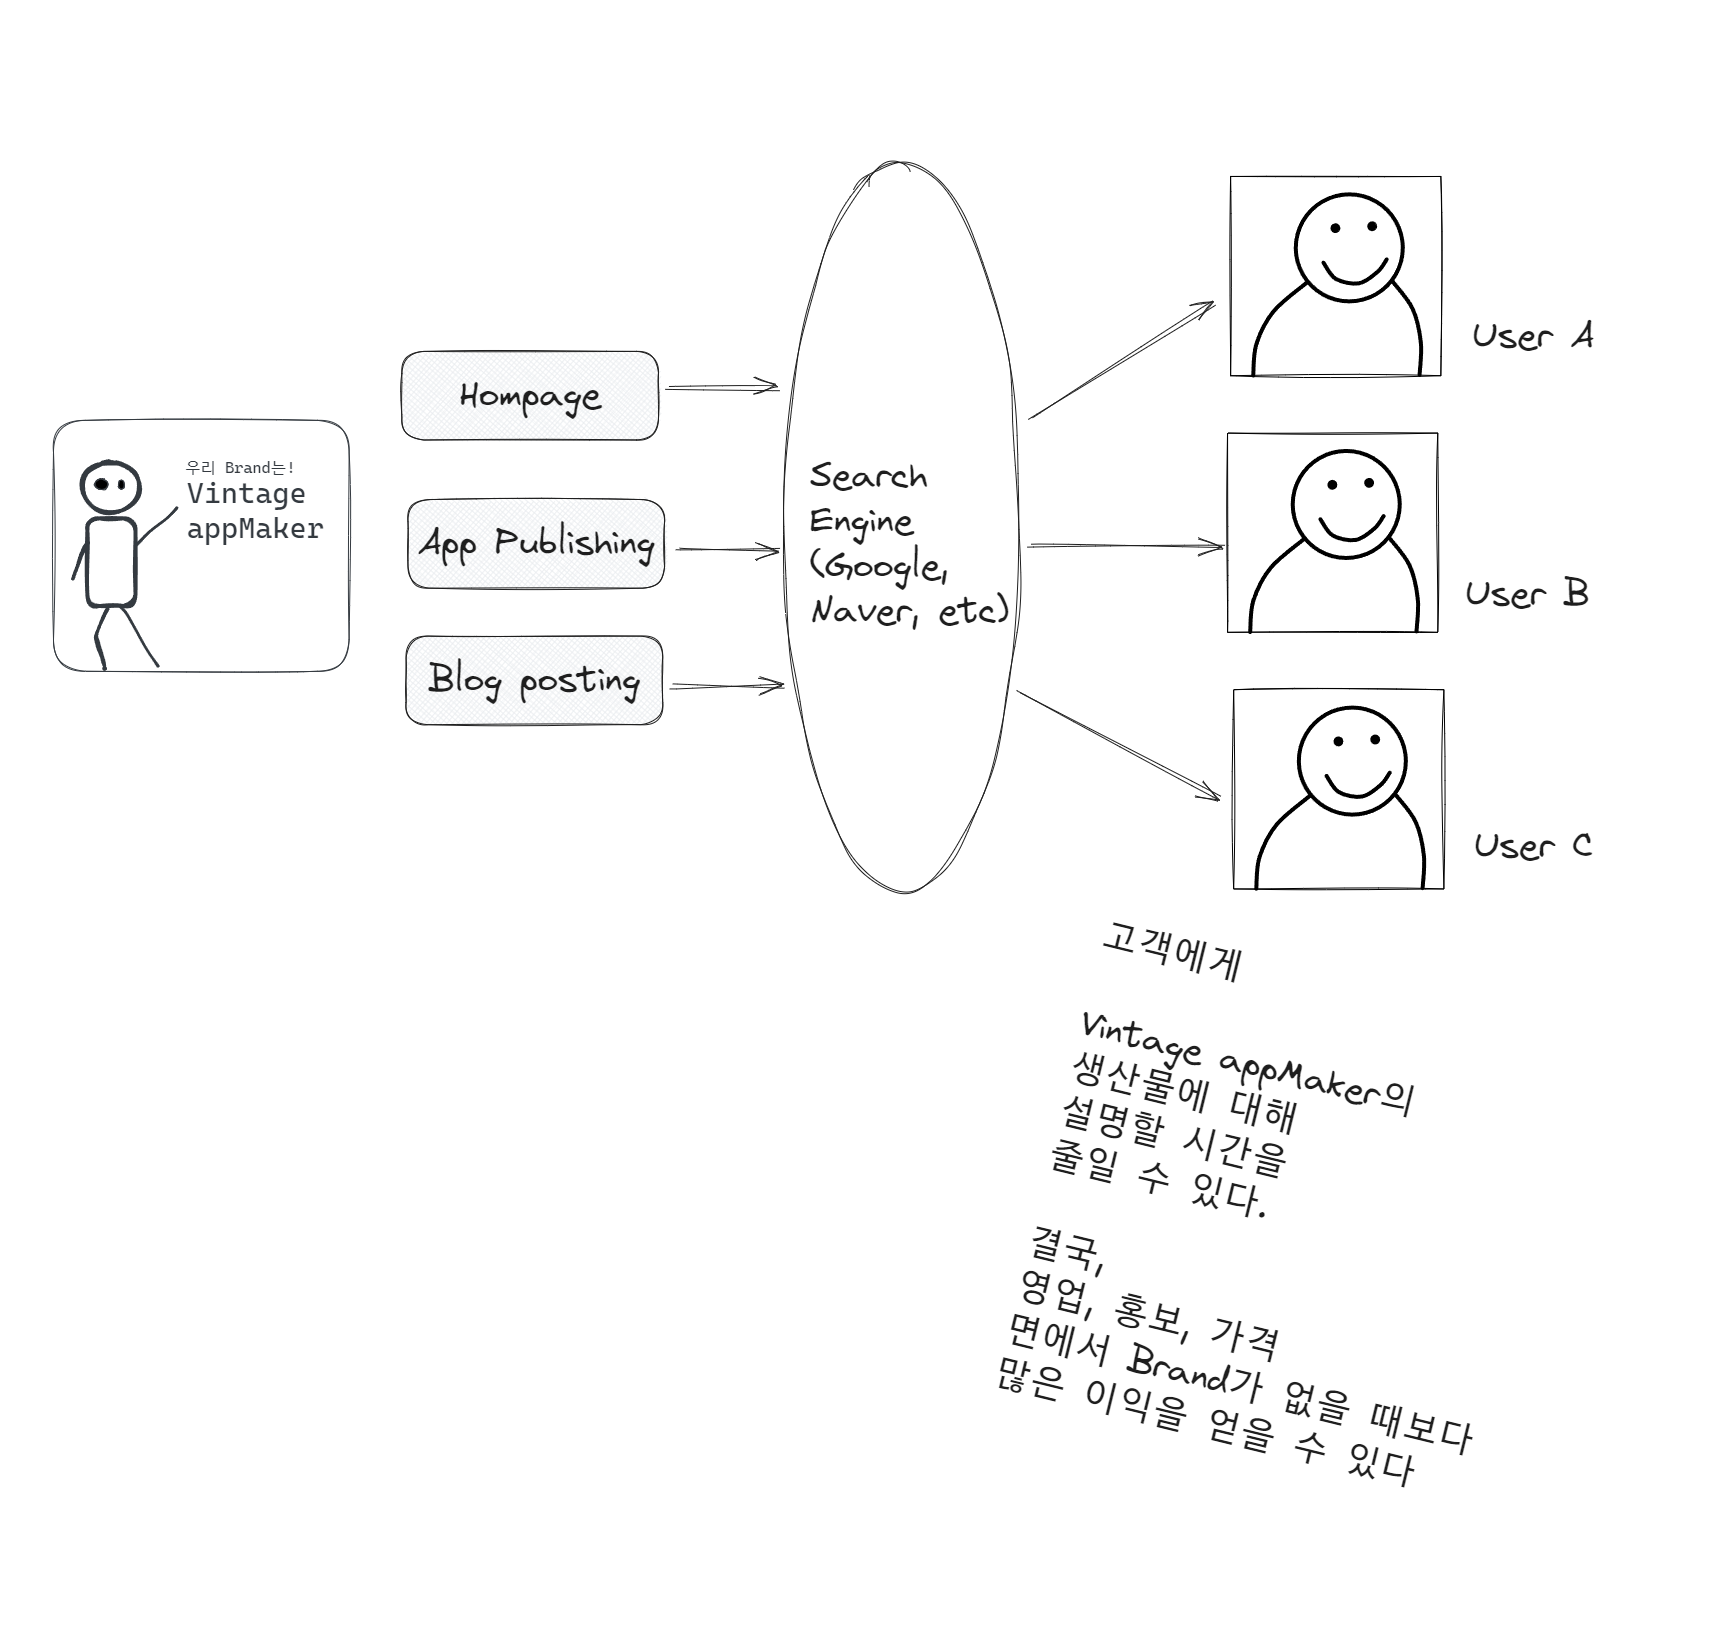 우리 Brand는!
Vintage
appMaker
Hompage
App Publishing
Blog posting
Search
Engine
(Google,
Naver, etc)
User A
User B
User C
고객에게
Vintage appMaker의
생산물에 대해
설명할 시간을
줄일 수 있다.
결국,
영업, 홍보, 가격
면에서 Brand가 없을 때보다
많은 이익을 얻을 수 있다